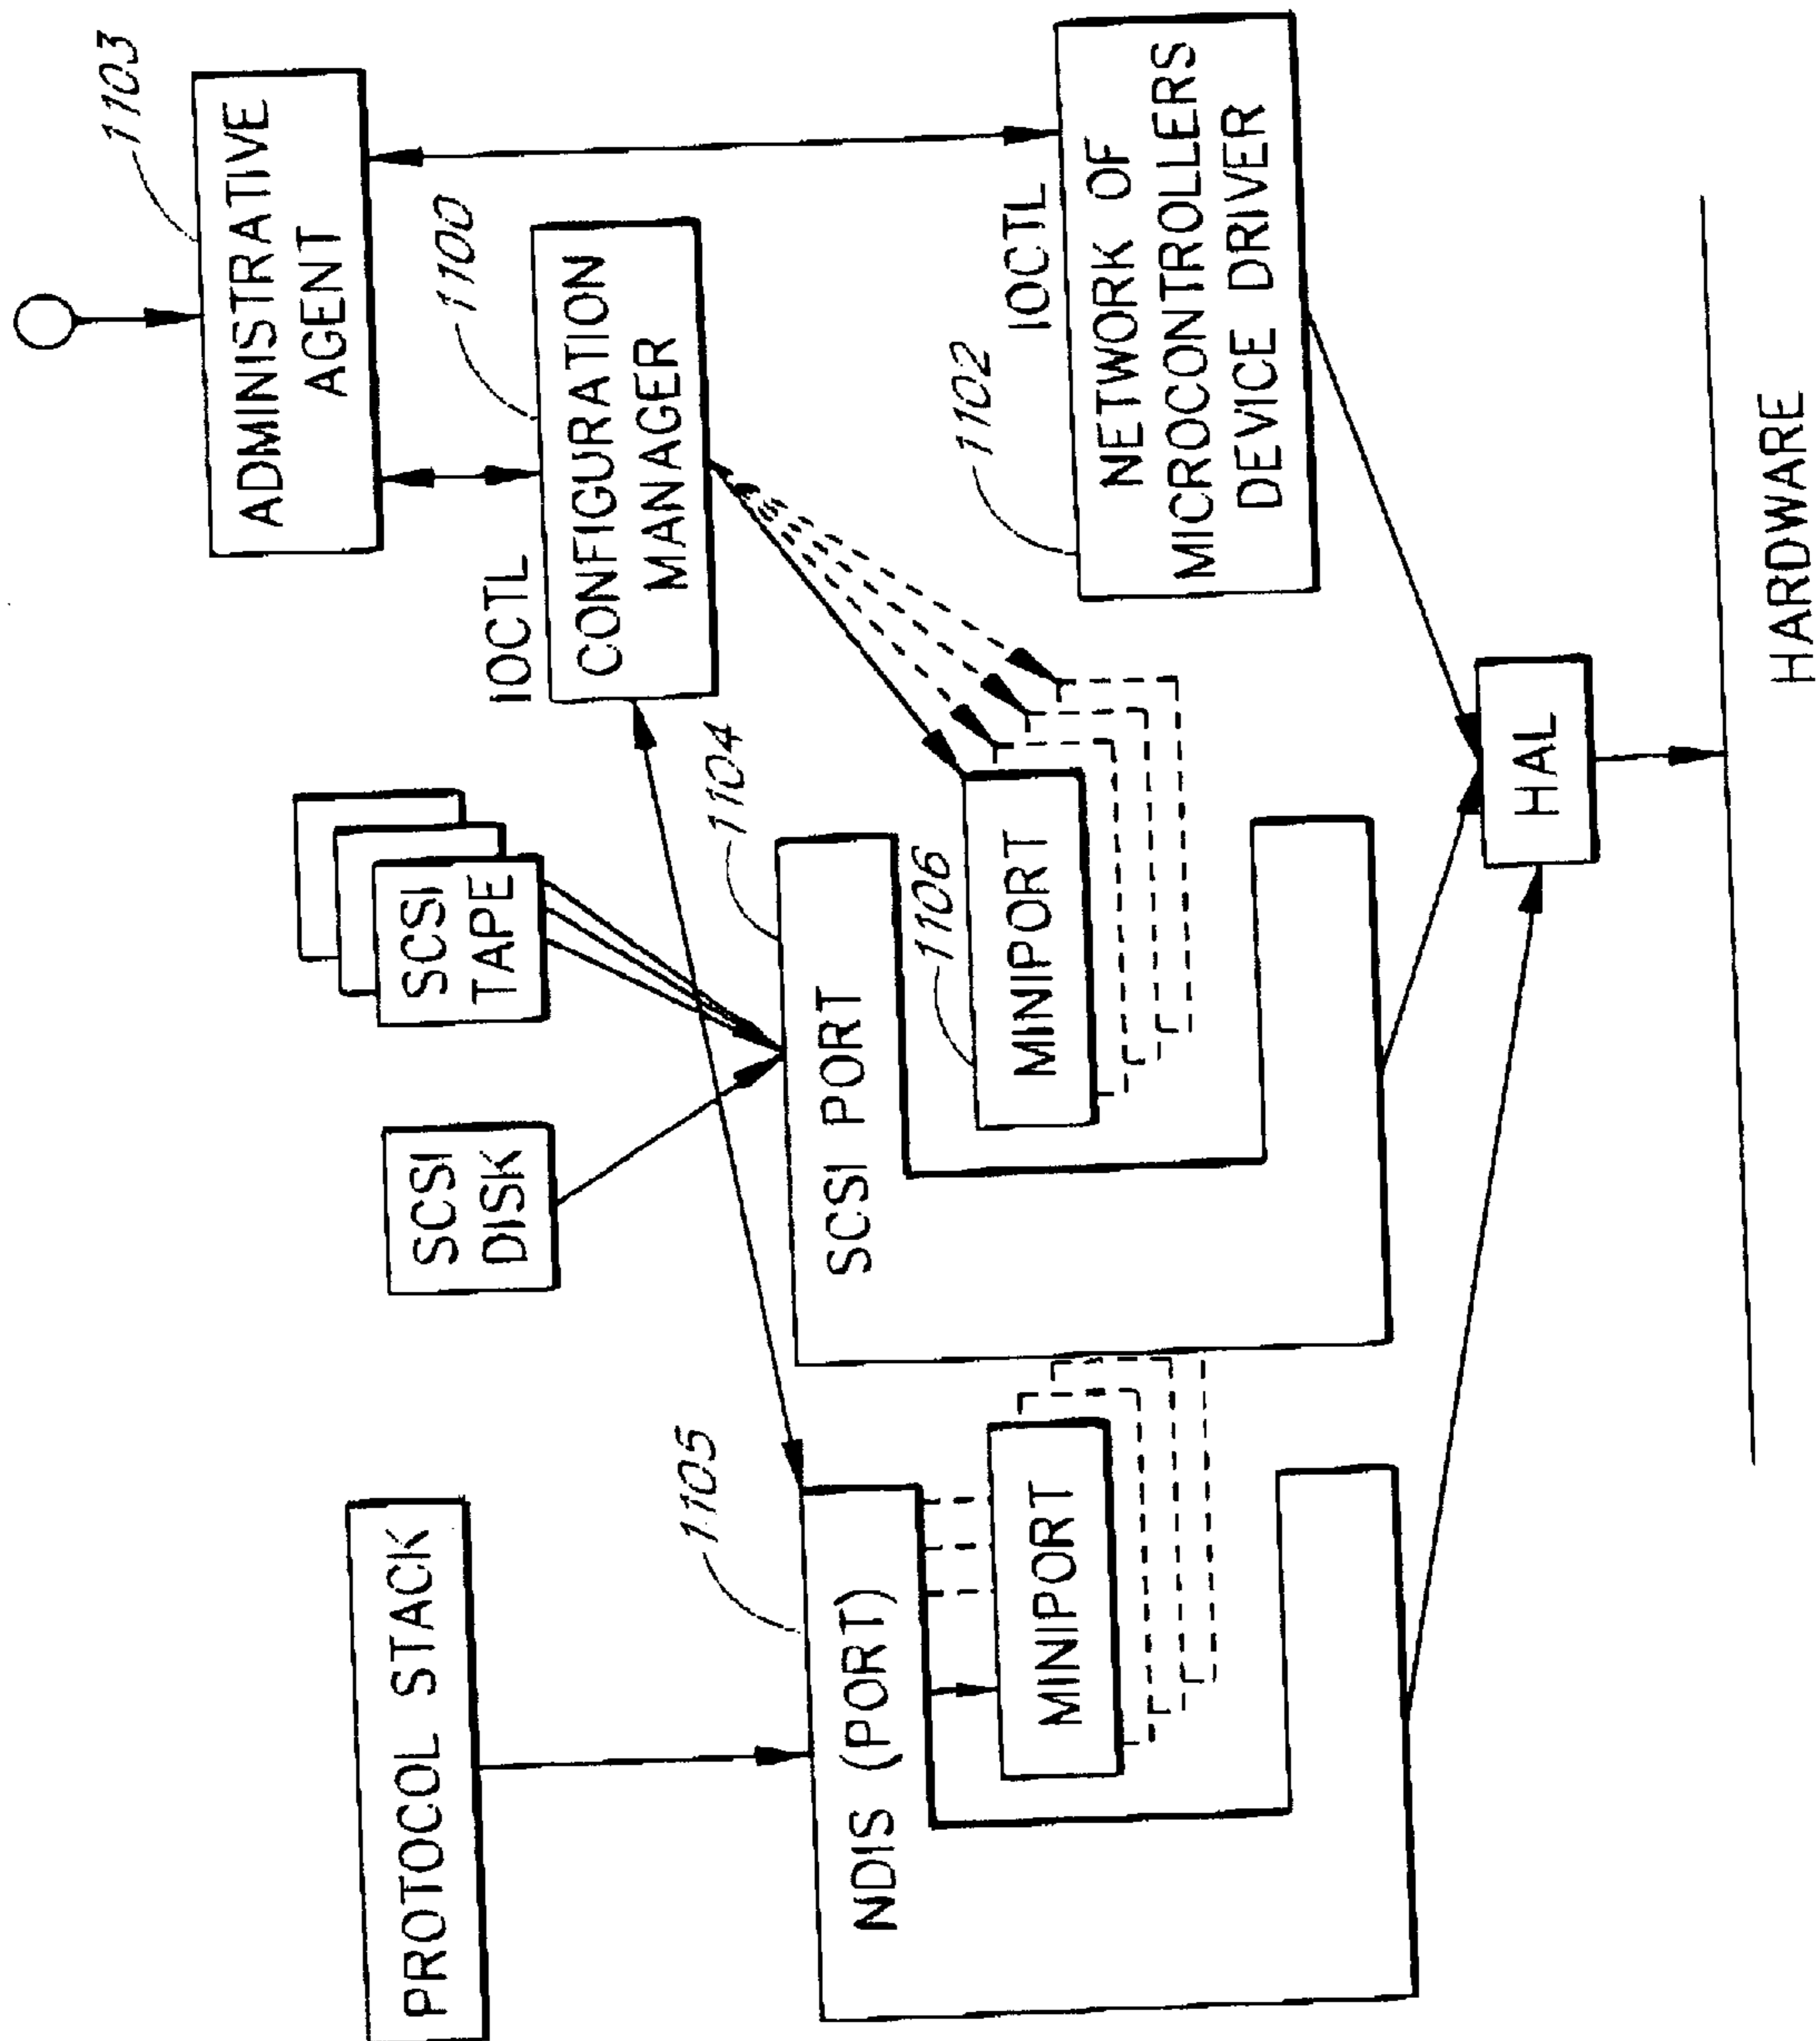 1103
ADMINISTRATIVE
AGENT
1100
IOCTL
CONFIGURATION
MANAGER
SCSI
TAPE
SCSI
DISK
PROTOCOL STACK
1104
SCSI PORT
1106
MINIPORT
1105
NDIS (PORT)
MINIPORT
IOCTL
1102
NETWORK OF
MICROCONTROLLERS
DEVICE DRIVER
HAL
HARDWARE